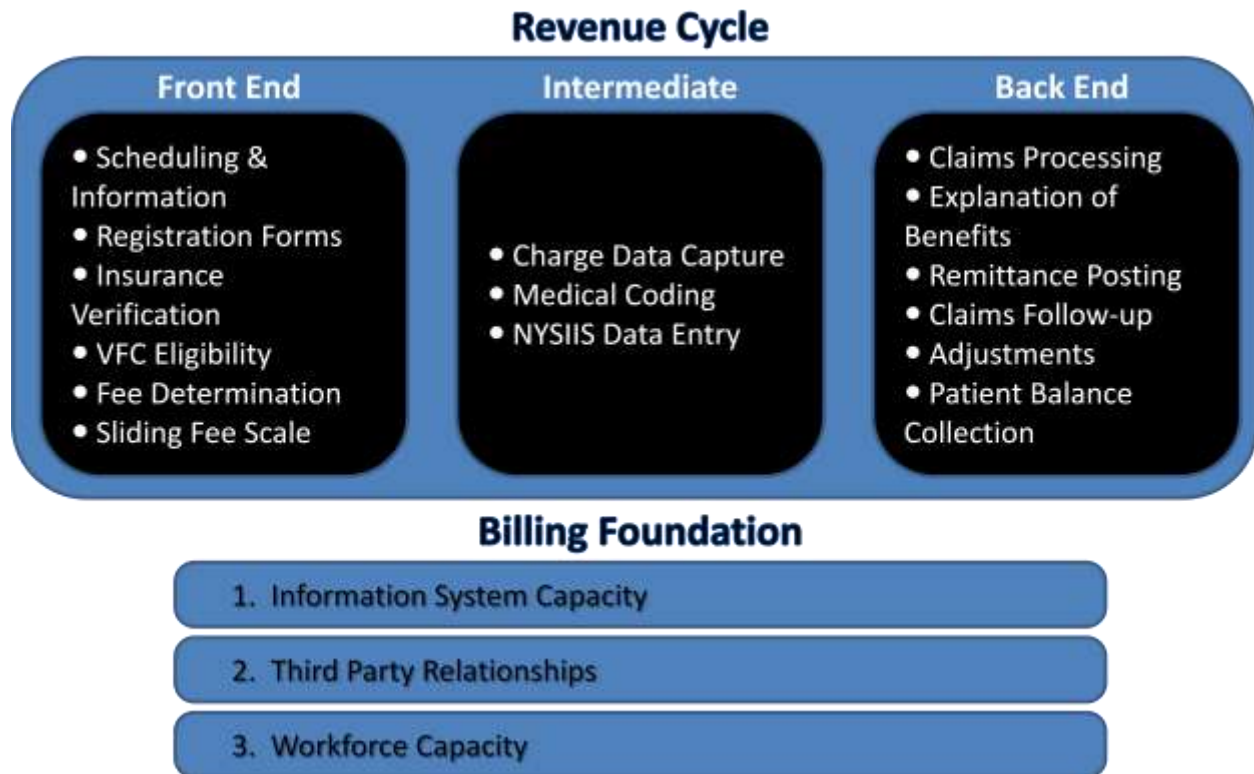 Revenue Cycle
Front End
• Scheduling &
Information
• Registration Forms
• Insurance
Verification
• VFC Eligibility
• Fee Determination
• Sliding Fee Scale
Intermediate
• Charge Data Capture
• Medical Coding
• NYSIIS Data Entry
Back End
• Claims Processing
• Explanation of
Benefits
• Remittance Posting
• Claims Follow-up
• Adjustments
• Patient Balance
Collection
Billing Foundation
1. Information System Capacity
2. Third Party Relationships
3. Workforce Capacity